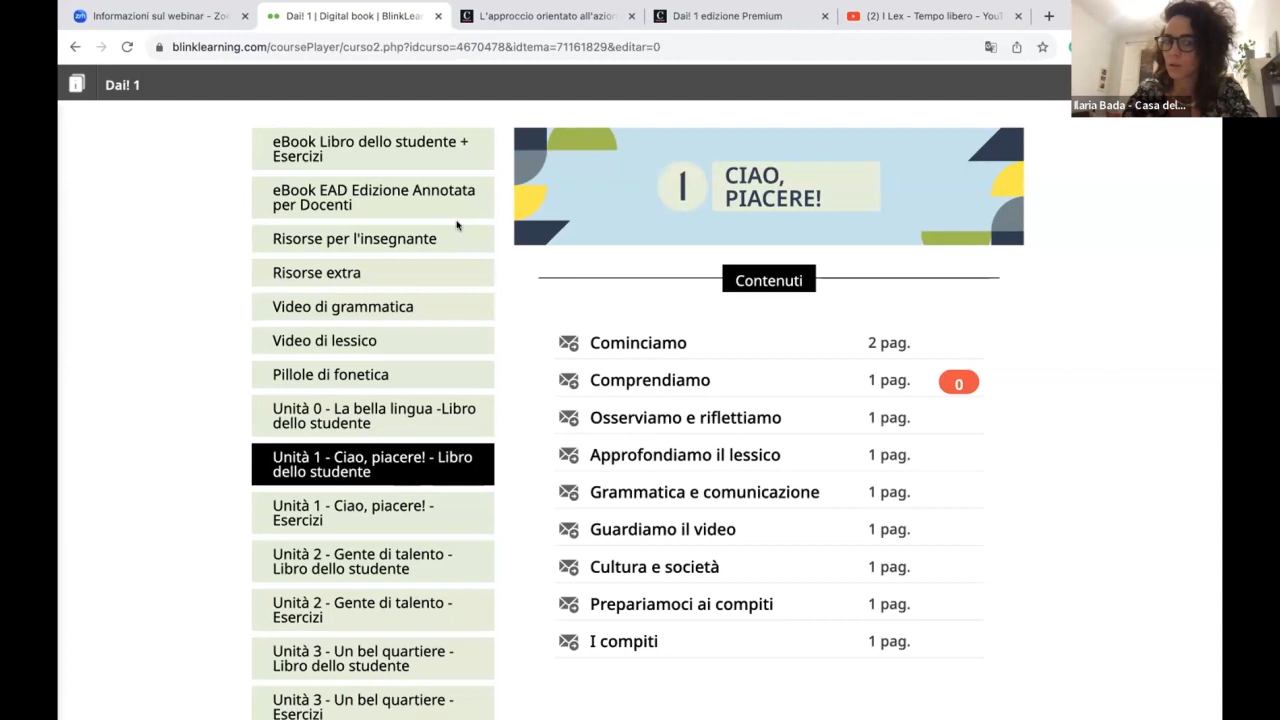 Informazioni sul webinar - Zo
Dai! 1 | Digital book | BlinkLear
L'approccio orientato all'azion
Dai! 1 edizione Premium
(2) I Lex - Tempo libero - You
blinklearning.com/coursePlayer/curso2.php?idcurso=4670478&idtema=71161829&editar=0
Ilaria Bada - Casa del...
Dai! 1
eBook Libro dello studente +
Esercizi
eBook EAD Edizione Annotata
per Docenti
Risorse per l'insegnante
Risorse extra
Video di grammatica
Video di lessico
Pillole di fonetica
Unità 0 - La bella lingua -Libro
dello studente
Unità 1 - Ciao, piacere! - Libro
dello studente
Unità 1 - Ciao, piacere! -
Esercizi
Unità 2 - Gente di talento -
Libro dello studente
Unità 2 - Gente di talento -
Esercizi
Unità 3 - Un bel quartiere -
Libro dello studente
Unità 3 - Un bel quartiere -
Esercizi
1 CIAO,
PIACERE!
Contenuti
Cominciamo 2 pag.
Comprendiamo 1 pag. 0
Osserviamo e riflettiamo 1 pag.
Approfondiamo il lessico 1 pag.
Grammatica e comunicazione 1 pag.
Guardiamo il video 1 pag.
Cultura e società 1 pag.
Prepariamoci ai compiti 1 pag.
I compiti 1 pag.